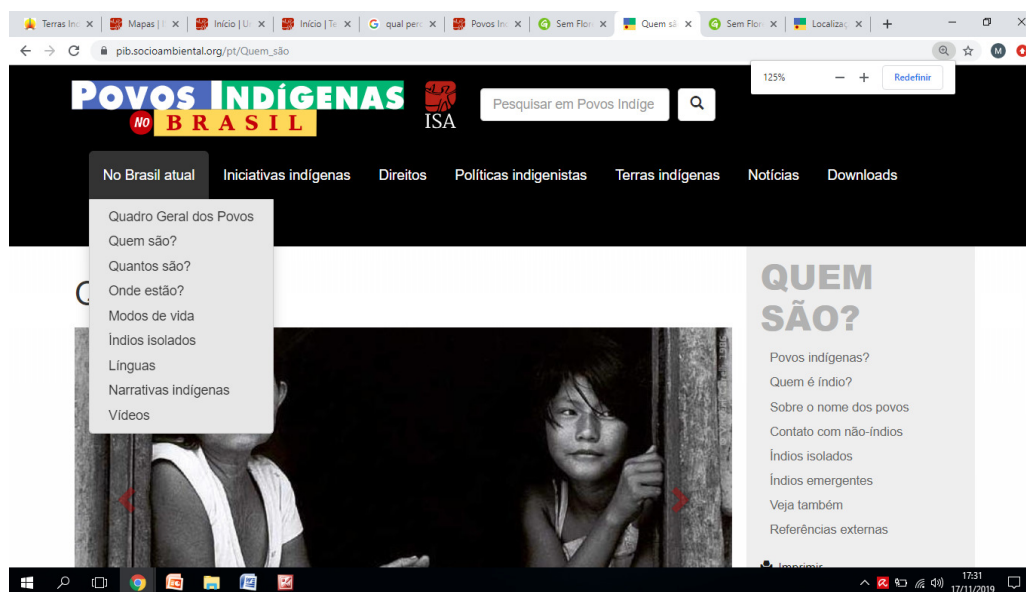 Terras Ind
Mapas |
Início | U
Início | Te
qual perc
Povos Inc
Sem Flor
Quem sã
Sem Flor
Localizaç
pib.socioambiental.org/pt/Quem_são
M
125% − + Redefinir
POVOS INDÍGENAS
NO BRASIL
ISA
Pesquisar em Povos Indíge
No Brasil atual Iniciativas indígenas Direitos Políticas indigenistas Terras indígenas Notícias Downloads
Quadro Geral dos Povos
Quem são?
Quantos são?
Onde estão?
Modos de vida
Índios isolados
Línguas
Narrativas indígenas
Vídeos
QUEM
SÃO?
Povos indígenas?
Quem é índio?
Sobre o nome dos povos
Contato com não-índios
Índios isolados
Índios emergentes
Veja também
Referências externas
Imprimir
17:31
17/11/2019